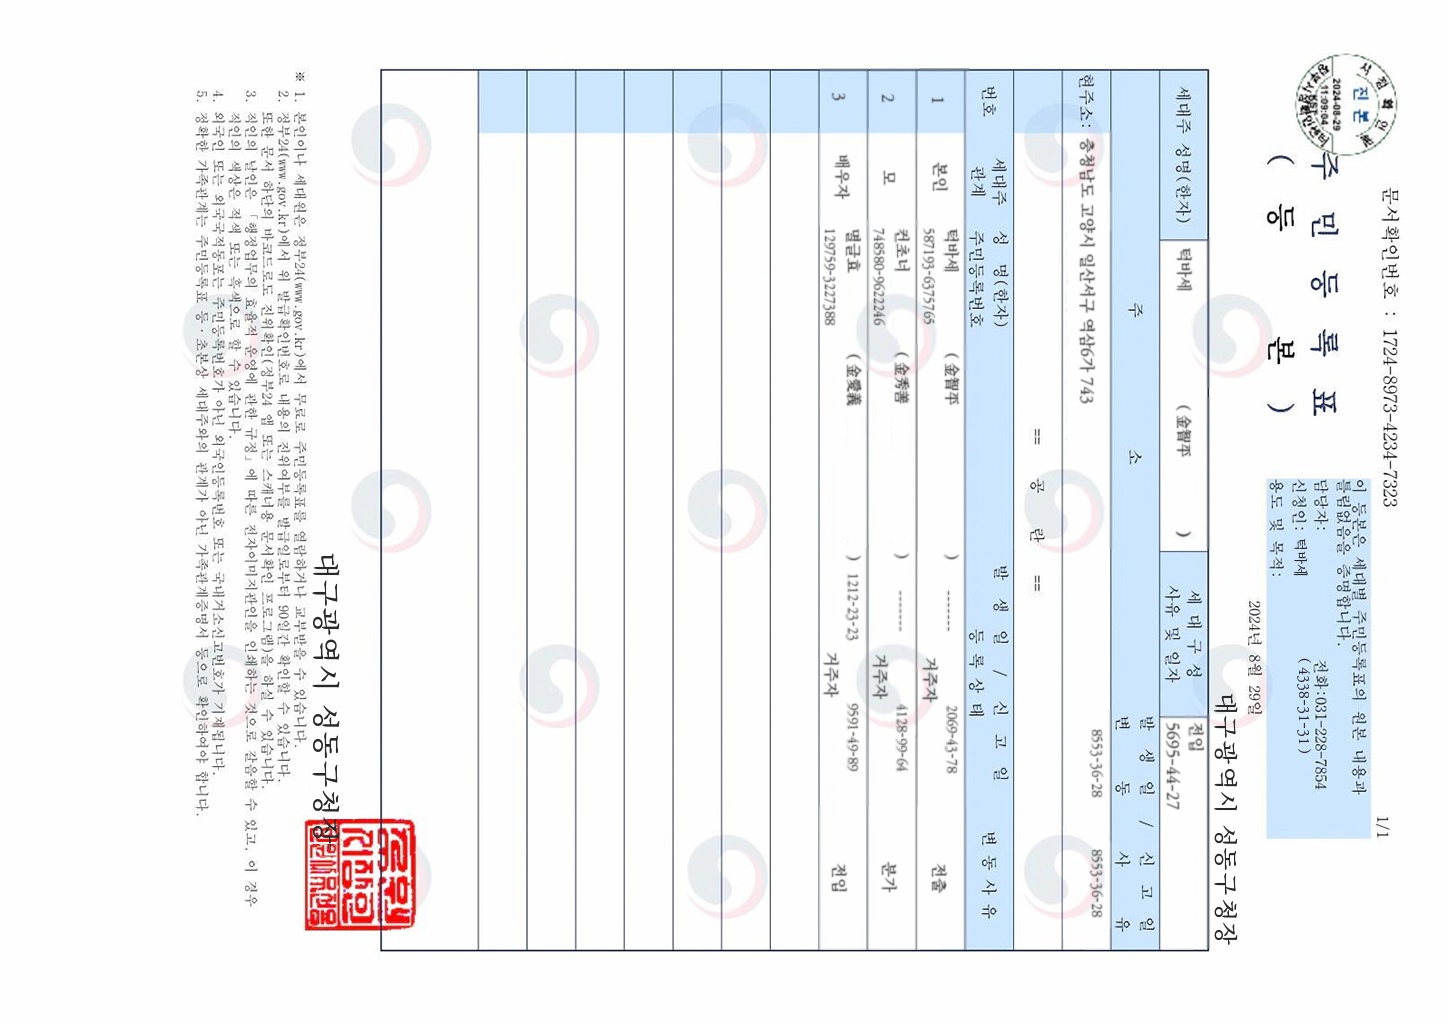 문서확인번호 : 1724-8973-4234-7323
1/1
서 정 확 인
진 본
2024-08-29
11:09:04
KST
주 민 등 록 표
( 등 본 )
이 등본은 세대별 주민등록표의 원본 내용과
틀림없음을 증명합니다.
담당자: 전화:031-228-7854
신청인: 턱바세 (4338-31-31)
용도 및 목적:
2024년 8월 29일
대구광역시 성동구청장
세대주 성명(한자) 턱바세 ( 金智平 ) 세 대 구 성 사유 및 일자 전입
5695-44-27
주 소 발 생 일 / 신 고 일
변 동 사 유
현주소: 충청남도 고양시 일산서구 역삼6가 743 8553-36-28 8553-36-28
== 공 란 ==
번호 세대주 관계 성 명(한자) 주민등록번호 발 생 일 / 신 고 일 등 록 상 태 변 동 사 유
1 본인 턱바세 ( 金智平 ) ------- 2069-43-78 전출
587193-6375765 거주자
2 모 컨초너 ( 金秀善 ) ------- 4128-99-64 분가
748580-9622246 거주자
3 배우자 멀글효 ( 金愛義 ) 1212-23-23 9591-49-89 전입
129759-3227388 거주자
대구광역시 성동구청장
※ 1. 본인이나 세대원은 정부24(www.gov.kr)에서 무료로 주민등록표를 열람하거나 교부받을 수 있습니다.
2. 정부24(www.gov.kr)에서 위 발급확인번호로 내용의 진위여부를 발급일로부터 90일간 확인할 수 있습니다.
또한 문서 하단의 바코드로도 진위확인(정부24 앱 또는 스캐너용 문서확인 프로그램)을 하실 수 있습니다.
3. 직인의 날인은 「행정업무의 효율적 운영에 관한 규정」에 따른 전자이미지관인을 인쇄하는 것으로 갈음할 수 있고, 이 경우
직인의 색상은 적색 또는 흑색으로 할 수 있습니다.
4. 외국인 또는 외국국적동포는 주민등록번호가 아닌 외국인등록번호 또는 국내거소신고번호가 기재됩니다.
5. 정확한 가족관계는 주민등록표 등·초본상 세대주와의 관계가 아닌 가족관계증명서 등으로 확인하여야 합니다.